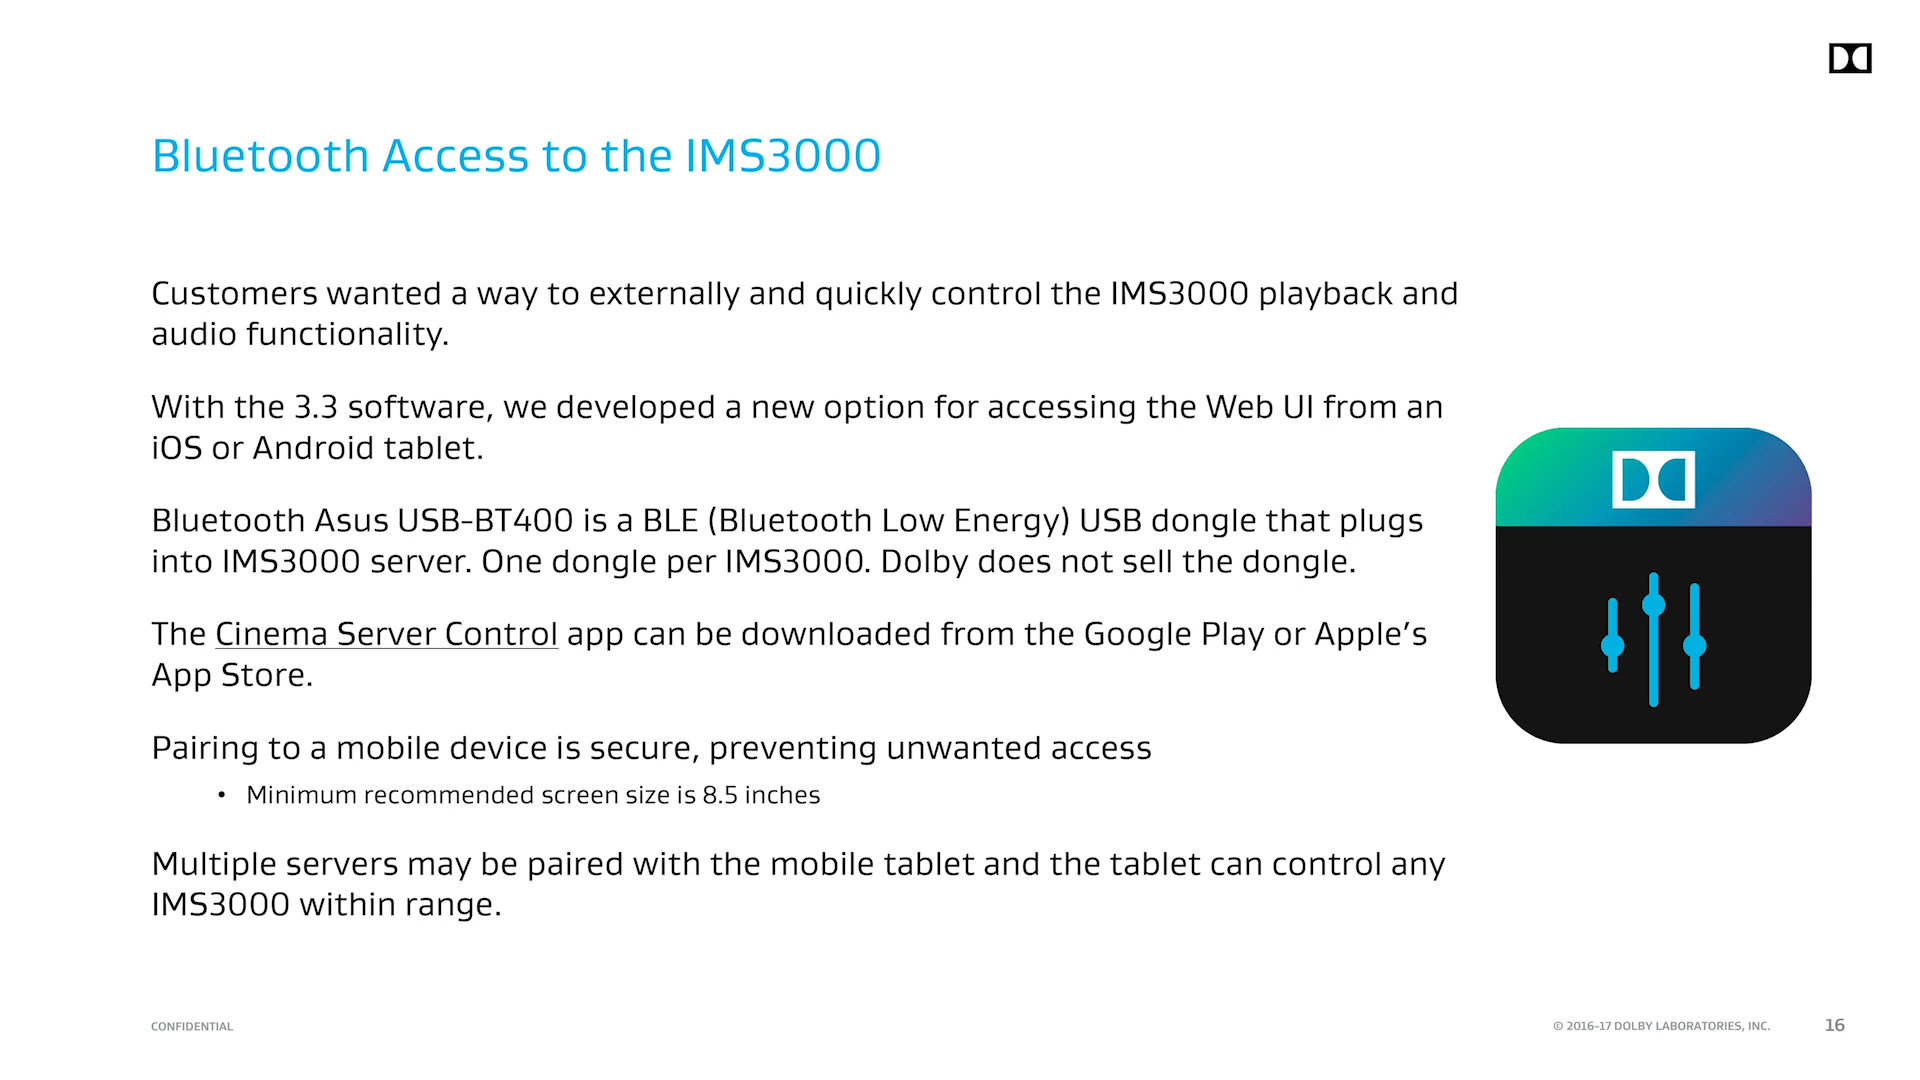 Bluetooth Access to the IMS3000
Customers wanted a way to externally and quickly control the IMS3000 playback and
audio functionality.
With the 3.3 software, we developed a new option for accessing the Web UI from an
iOS or Android tablet.
Bluetooth Asus USB-BT400 is a BLE (Bluetooth Low Energy) USB dongle that plugs
into IMS3000 server. One dongle per IMS3000. Dolby does not sell the dongle.
The Cinema Server Control app can be downloaded from the Google Play or Apple’s
App Store.
Pairing to a mobile device is secure, preventing unwanted access
• Minimum recommended screen size is 8.5 inches
Multiple servers may be paired with the mobile tablet and the tablet can control any
IMS3000 within range.
CONFIDENTIAL
© 2016-17 DOLBY LABORATORIES, INC.
16